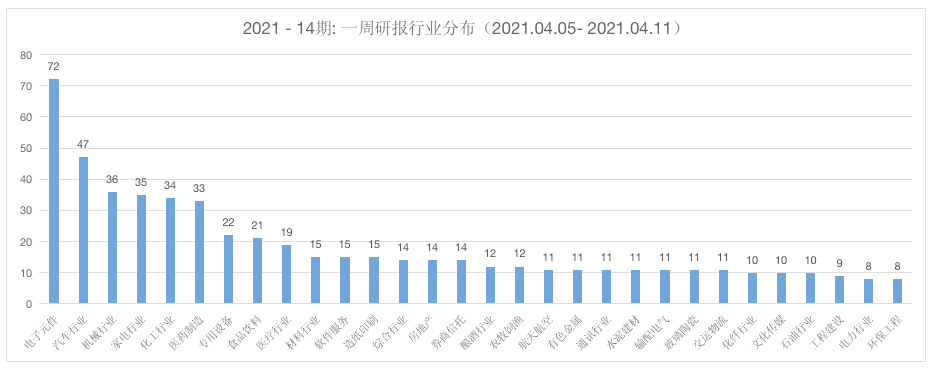 2021 - 14期: 一周研报行业分布（2021.04.05- 2021.04.11）
80
70
60
50
40
30
20
10
0
72
47
36
35
34
33
22
21
19
15
15
15
14
14
14
12
12
11
11
11
11
11
11
11
10
10
10
9
8
8
电子元件
汽车行业
机械行业
家电行业
化工行业
医药制造
专用设备
食品饮料
医疗行业
材料行业
软件服务
造纸印刷
综合行业
房地产
券商信托
酿酒行业
农牧饲渔
航天航空
有色金属
通讯行业
水泥建材
输配电气
玻璃陶瓷
交运物流
化纤行业
文化传媒
石油行业
工程建设
电力行业
环保工程